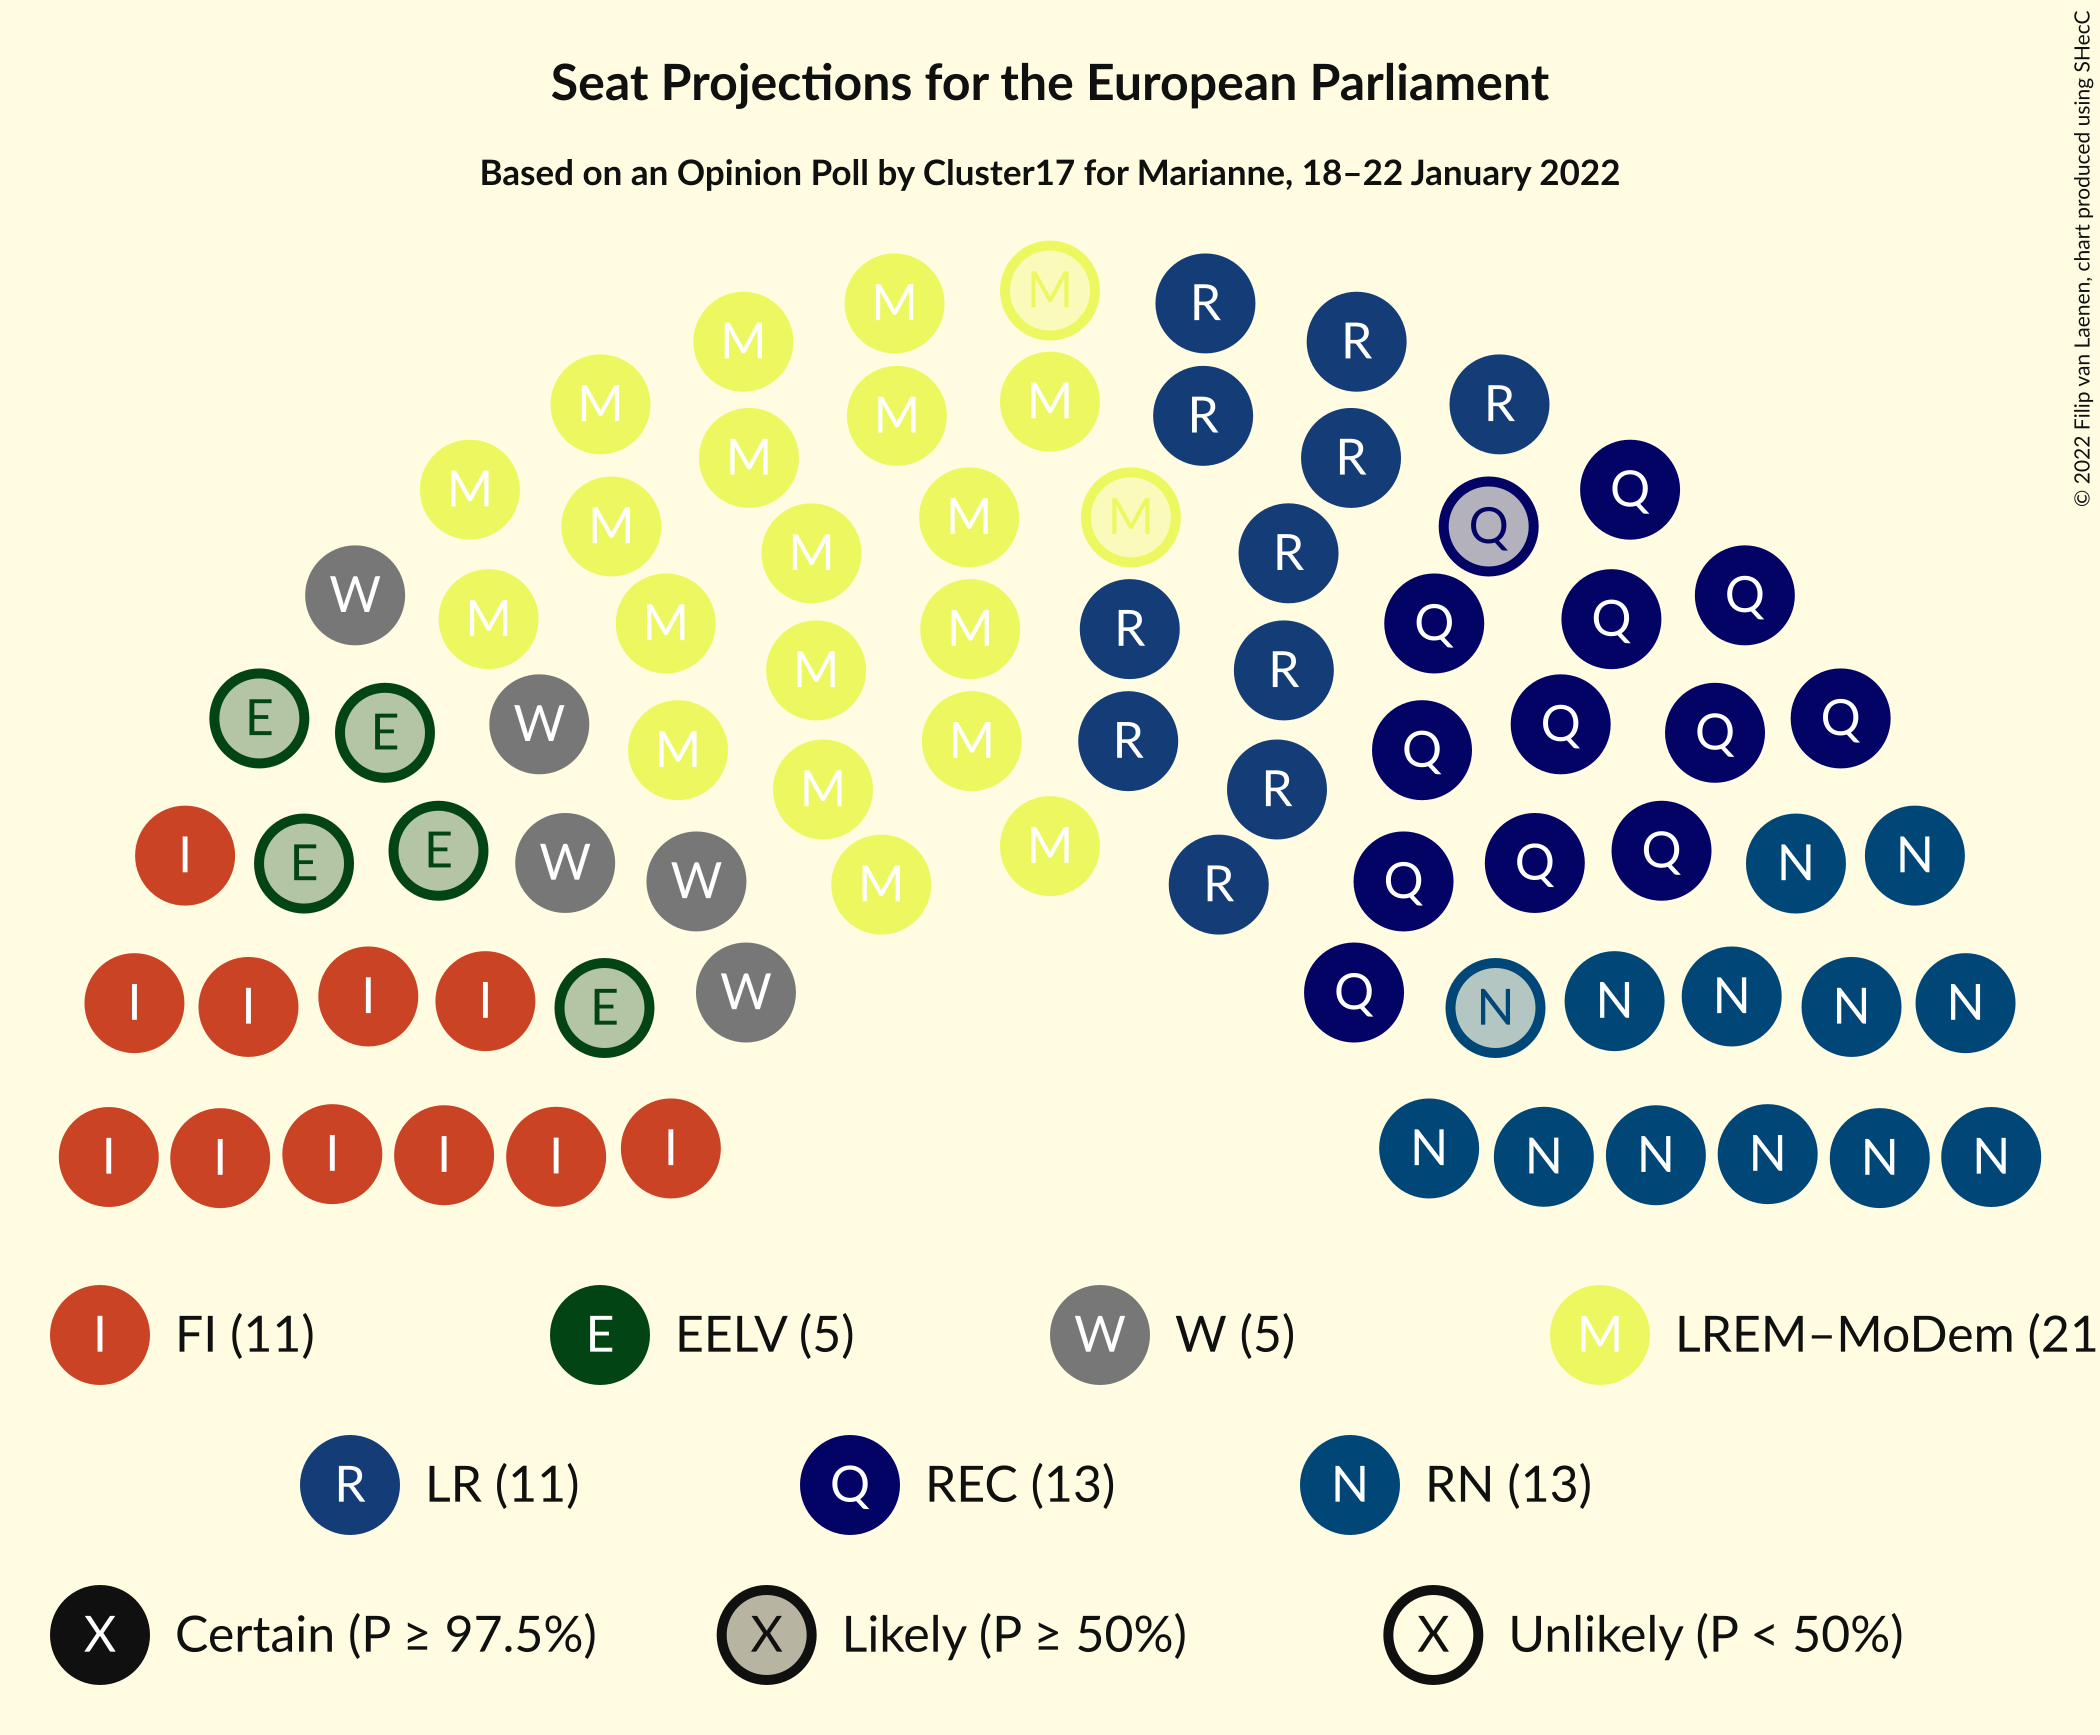 Seat Projections for the European Parliament
Based on an Opinion Poll by Cluster17 for Marianne, 18–22 January 2022
© 2022 Filip van Laenen, chart produced using SHecC
M M M R R
M M M M R R R
M M M M Q Q
W M M M M R R Q Q Q
E E W M M M R R Q Q Q Q
I E E W W M M M R R Q Q Q N N
I I I I E W Q N N N N N
I I I I I I N N N N N N
I FI (11) E EELV (5) W W (5) M LREM–MoDem (21
R LR (11) Q REC (13) N RN (13)
X Certain (P ≥ 97.5%) X Likely (P ≥ 50%) X Unlikely (P < 50%)